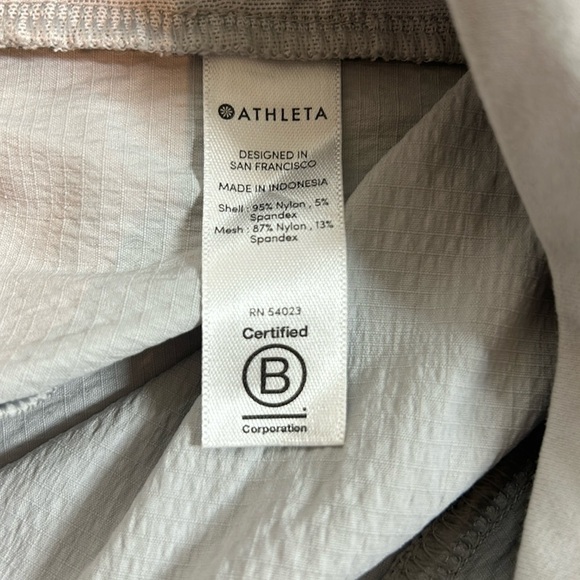 ATHLETA
DESIGNED IN
SAN FRANCISCO
MADE IN INDONESIA
Shell : 95% Nylon , 5%
Spandex
Mesh : 87% Nylon , 13%
Spandex
RN 54023
Certified
B
Corporation